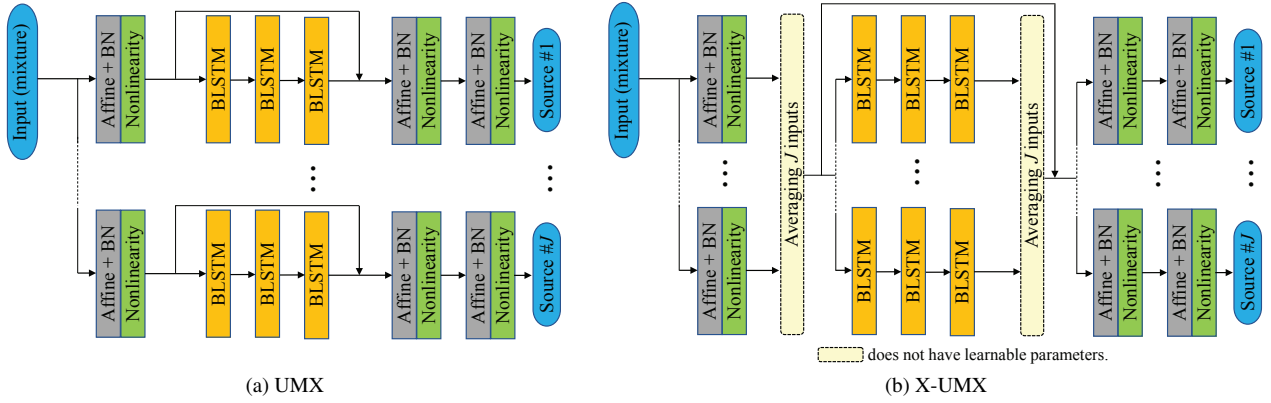 Input (mixture)
Affine + BN
Nonlinearity
BLSTM
BLSTM
BLSTM
Affine + BN
Nonlinearity
Affine + BN
Nonlinearity
Source #1
Affine + BN
Nonlinearity
BLSTM
BLSTM
BLSTM
Affine + BN
Nonlinearity
Affine + BN
Nonlinearity
Source #J
(a) UMX
Input (mixture)
Affine + BN
Nonlinearity
Affine + BN
Nonlinearity
Averaging J inputs
BLSTM
BLSTM
BLSTM
BLSTM
BLSTM
BLSTM
Averaging J inputs
Affine + BN
Nonlinearity
Affine + BN
Nonlinearity
Source #1
Affine + BN
Nonlinearity
Affine + BN
Nonlinearity
Source #J
does not have learnable parameters.
(b) X-UMX